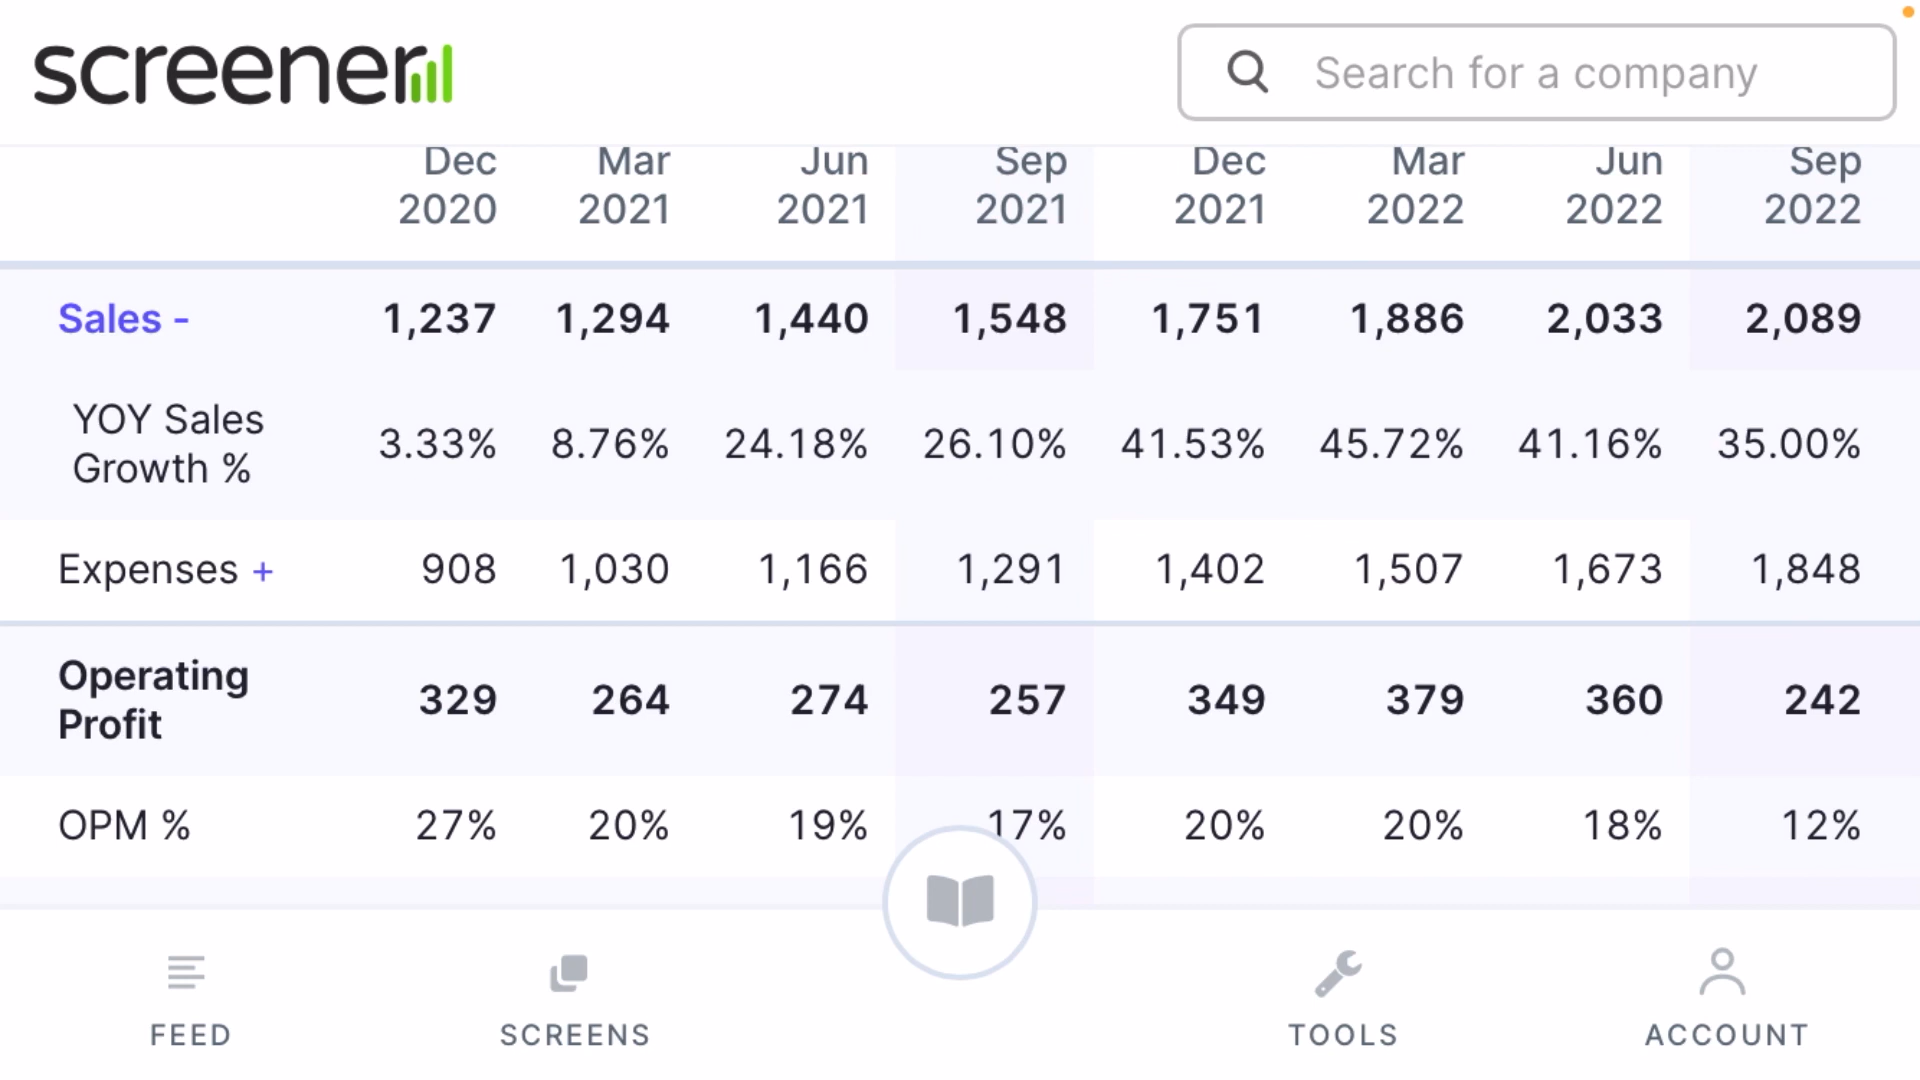 screener
Search for a company
Dec 2020 Mar 2021 Jun 2021 Sep 2021 Dec 2021 Mar 2022 Jun 2022 Sep 2022
Sales - 1,237 1,294 1,440 1,548 1,751 1,886 2,033 2,089
YOY Sales Growth % 3.33% 8.76% 24.18% 26.10% 41.53% 45.72% 41.16% 35.00%
Expenses + 908 1,030 1,166 1,291 1,402 1,507 1,673 1,848
Operating Profit 329 264 274 257 349 379 360 242
OPM % 27% 20% 19% 17% 20% 20% 18% 12%
FEED SCREENS TOOLS ACCOUNT